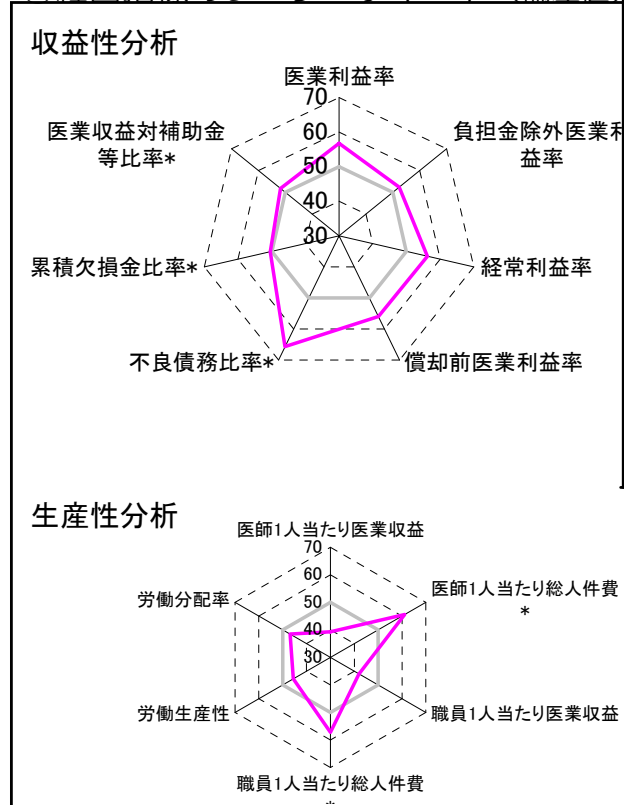 収益性分析
医業利益率
70
60
50
40
30
負担金除外医業利
益率
医業収益対補助金
等比率*
累積欠損金比率*
経常利益率
不良債務比率*
償却前医業利益率
生産性分析
医師1人当たり医業収益
70
60
50
40
30
労働分配率
医師1人当たり総人件費
*
労働生産性
職員1人当たり医業収益
職員1人当たり総人件費
*